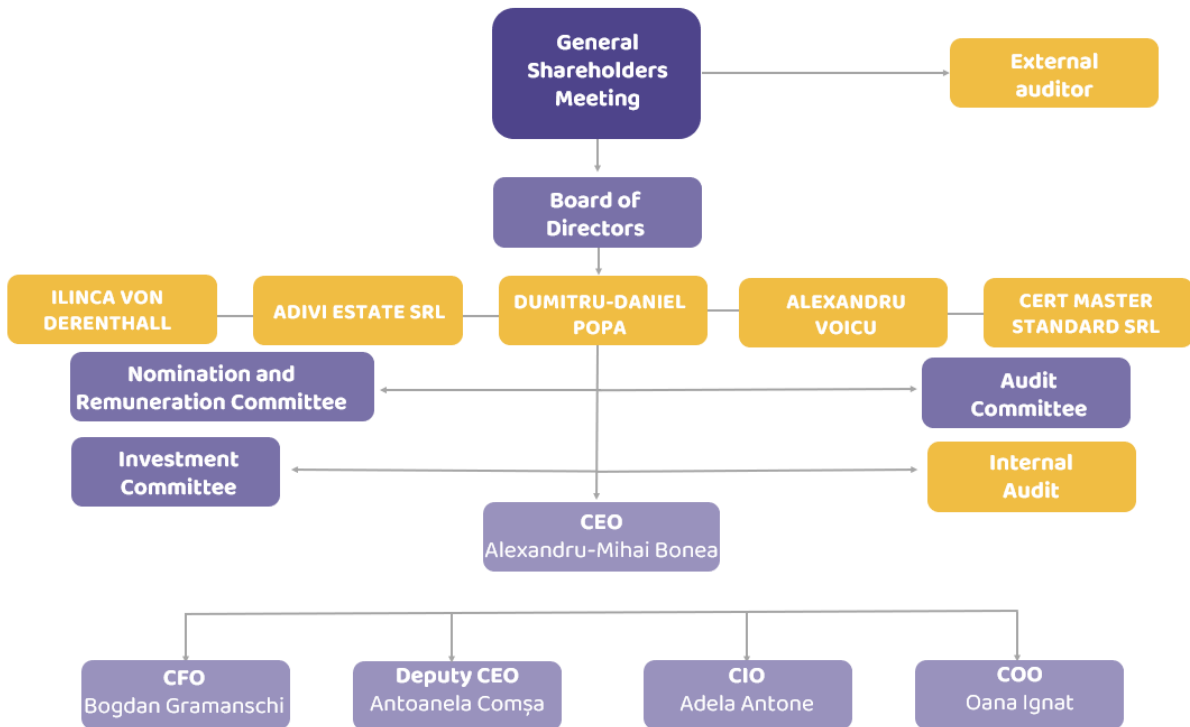 General
Shareholders
Meeting
External
auditor
Board of
Directors
ILINCA VON
DERENTHALL
ADIVI ESTATE SRL
DUMITRU-DANIEL
POPA
ALEXANDRU
VOICU
CERT MASTER
STANDARD SRL
Nomination and
Remuneration Committee
Audit
Committee
Investment
Committee
Internal
Audit
CEO
Alexandru-Mihai Bonea
CFO
Bogdan Gramanschi
Deputy CEO
Antoanela Comșa
CIO
Adela Antone
COO
Oana Ignat